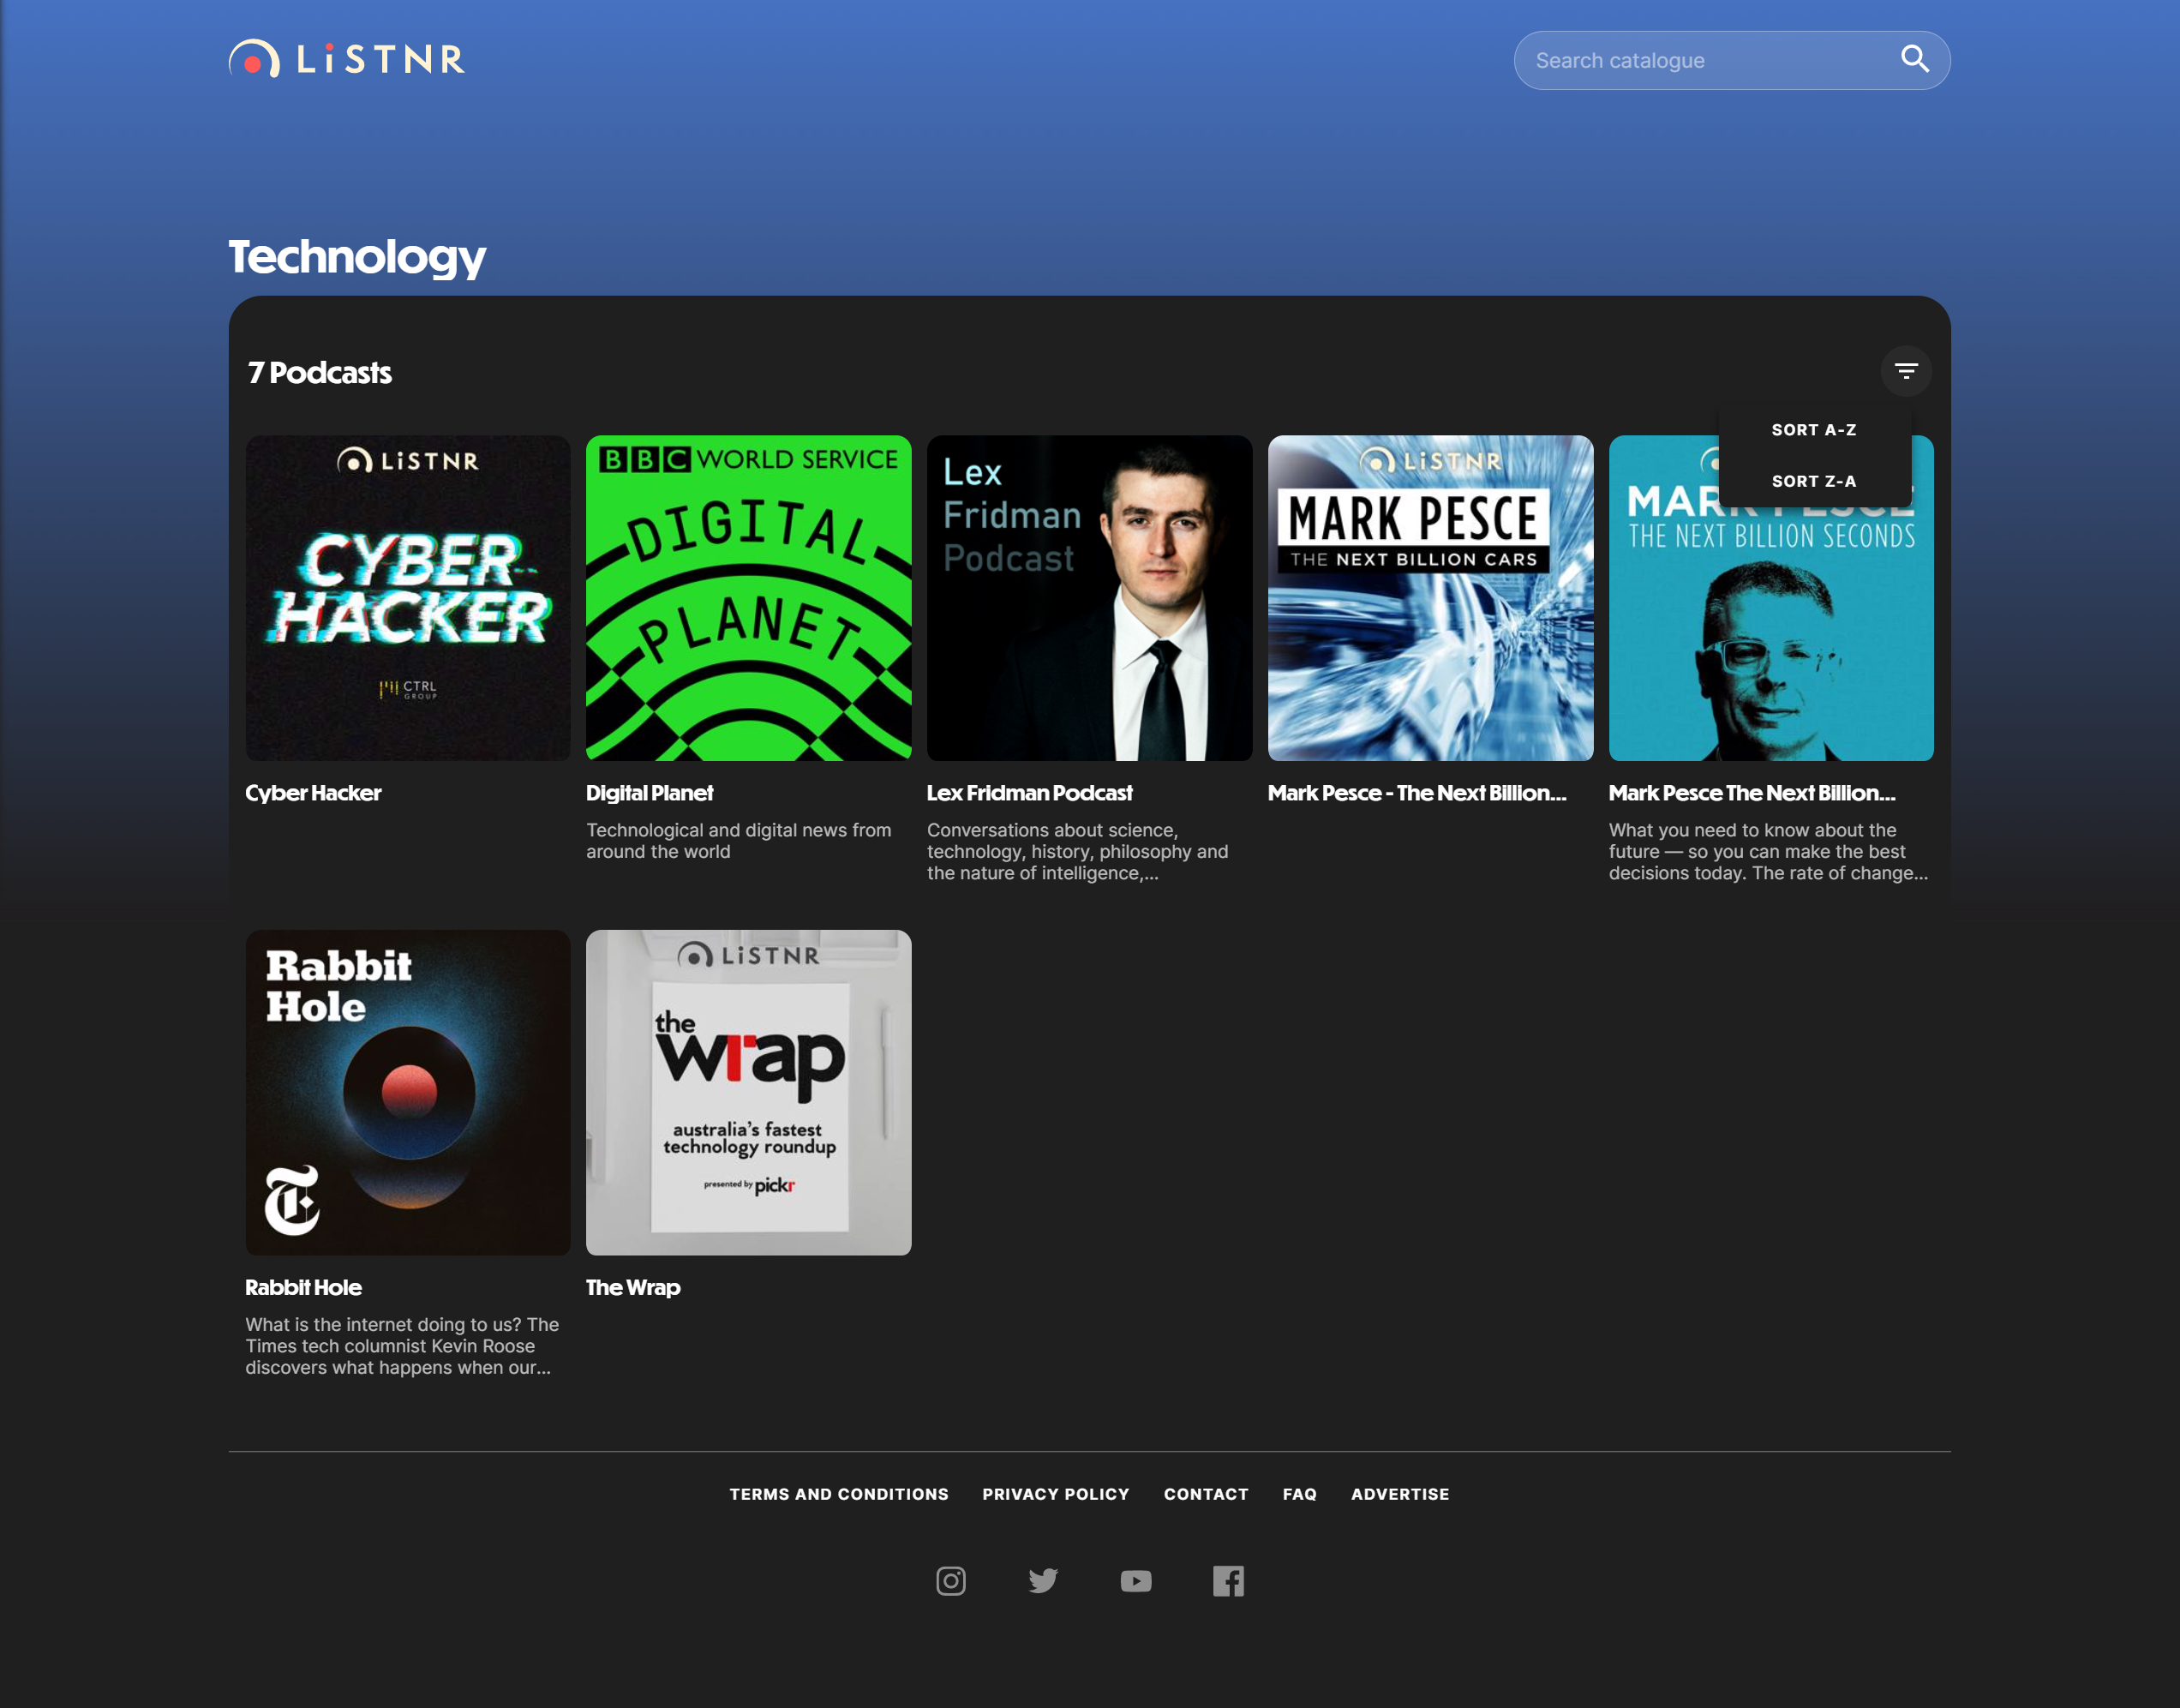 LiSTNR
Search catalogue
Technology
7 Podcasts
SORT A-Z
SORT Z-A
LiSTNR
CYBER
HACKER
CTRL
GROUP
BBC WORLD SERVICE
DIGITAL
PLANET
Lex
Fridman
Podcast
LiSTNR
MARK PESCE
THE NEXT BILLION CARS
MARK PESCE
THE NEXT BILLION SECONDS
Cyber Hacker
Digital Planet
Technological and digital news from
around the world
Lex Fridman Podcast
Conversations about science,
technology, history, philosophy and
the nature of intelligence,...
Mark Pesce - The Next Billion...
Mark Pesce The Next Billion...
What you need to know about the
future — so you can make the best
decisions today. The rate of change...
Rabbit
Hole
T
LiSTNR
the
wrap
australia's fastest
technology roundup
presented by pickr
Rabbit Hole
What is the internet doing to us? The
Times tech columnist Kevin Roose
discovers what happens when our...
The Wrap
TERMS AND CONDITIONS PRIVACY POLICY CONTACT FAQ ADVERTISE